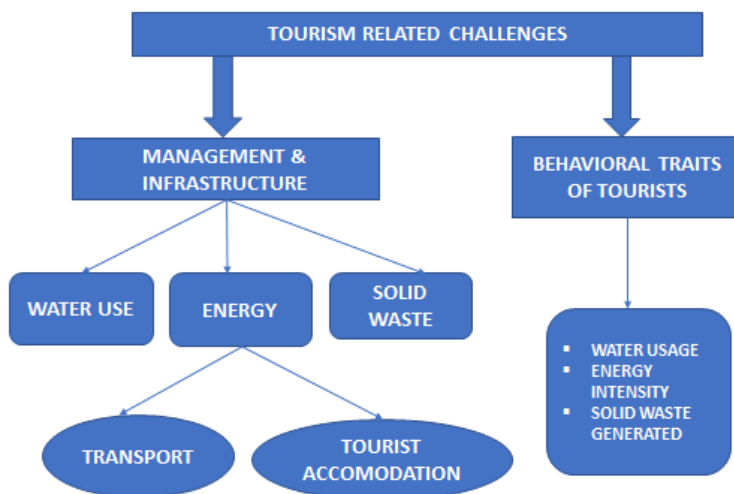 TOURISM RELATED CHALLENGES
MANAGEMENT &
INFRASTRUCTURE
BEHAVIORAL TRAITS
OF TOURISTS
WATER USE
ENERGY
SOLID
WASTE
▪ WATER USAGE
▪ ENERGY
INTENSITY
▪ SOLID WASTE
GENERATED
TRANSPORT
TOURIST
ACCOMODATION